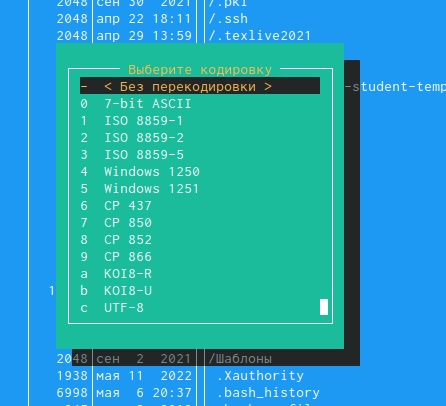 2048 сен 30 2021 /.pki
2048 апр 22 18:11 /.ssh
2048 апр 29 13:59 /.texlive2021
Выберите кодировку
- < Без перекодировки > -student-temp
0 7-bit ASCII
1 ISO 8859-1
2 ISO 8859-2
3 ISO 8859-5
4 Windows 1250
5 Windows 1251
6 CP 437
7 CP 850
8 CP 852
9 CP 866
a KOI8-R
1 b KOI8-U
c UTF-8
2048 сен 2 2021 /Шаблоны
1938 мая 11 2022 .Xauthority
6998 мая 6 20:37 .bash_history